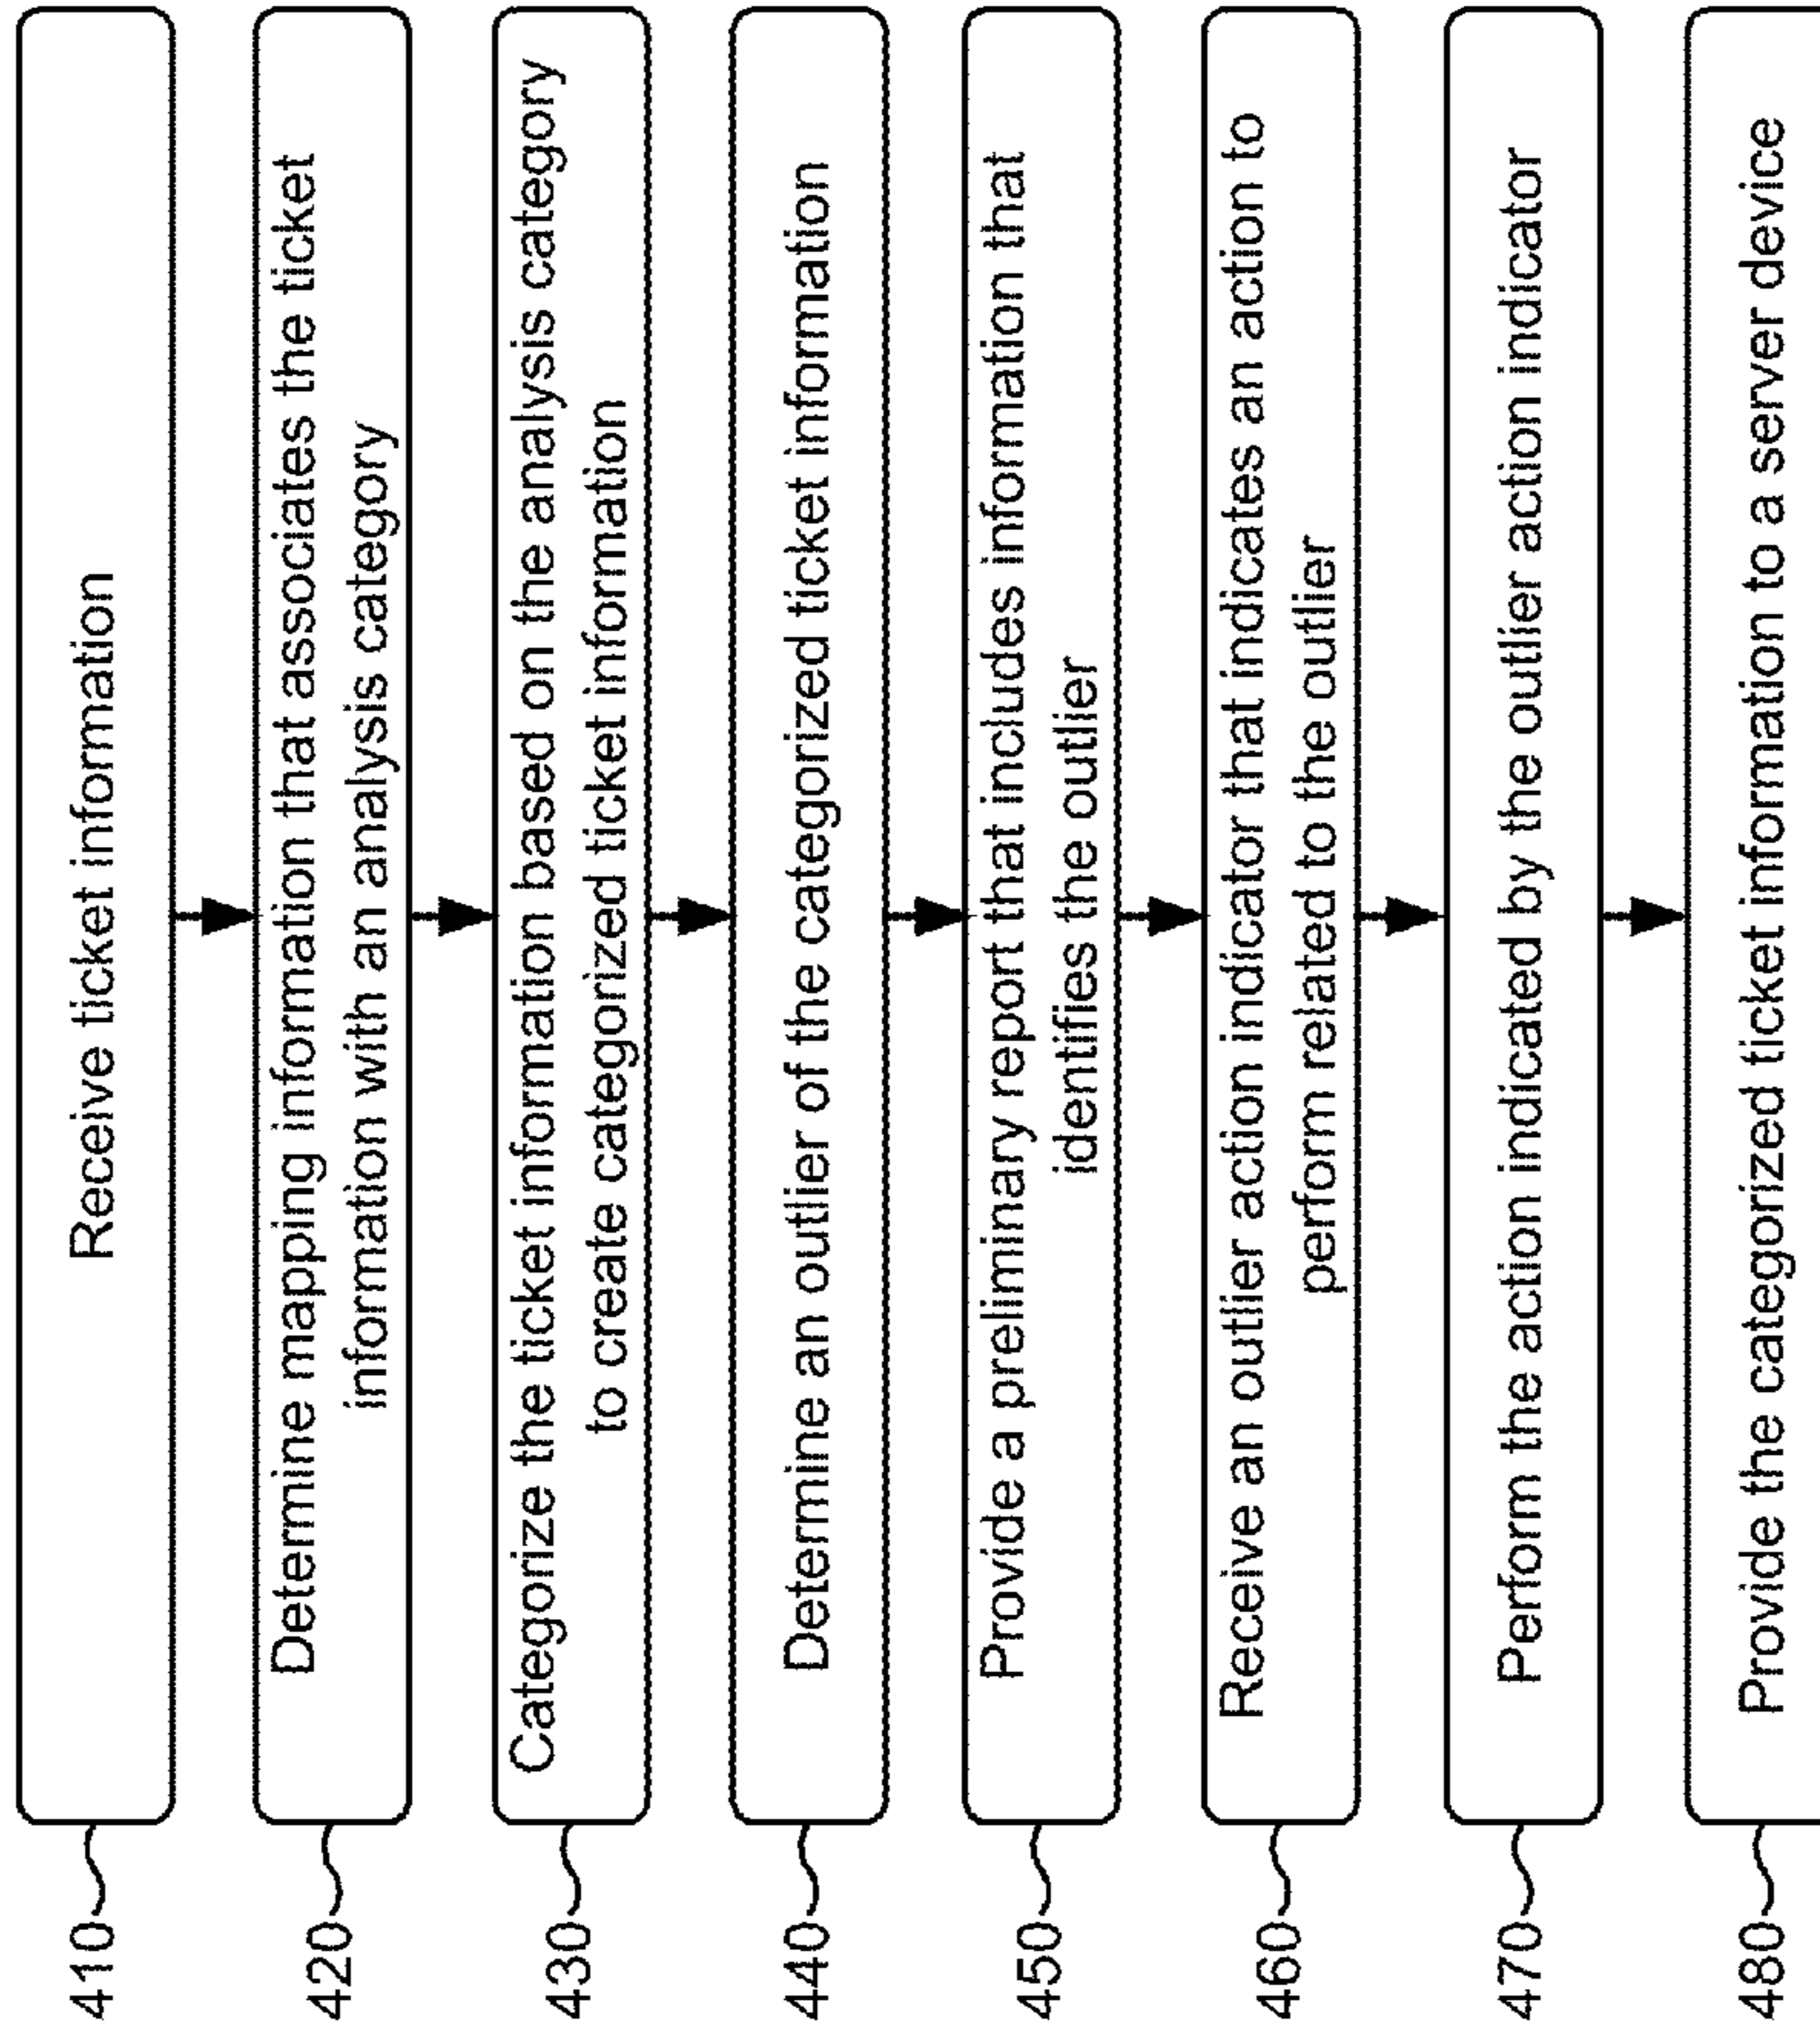 410
Receive ticket information
420
Determine mapping information that associates the ticket
information with an analysis category
430
Categorize the ticket information based on the analysis category
to create categorized ticket information
440
Determine an outlier of the categorized ticket information
450
Provide a preliminary report that includes information that
identifies the outlier
460
Receive an outlier action indicator that indicates an action to
perform related to the outlier
470
Perform the action indicated by the outlier action indicator
480
Provide the categorized ticket information to a server device